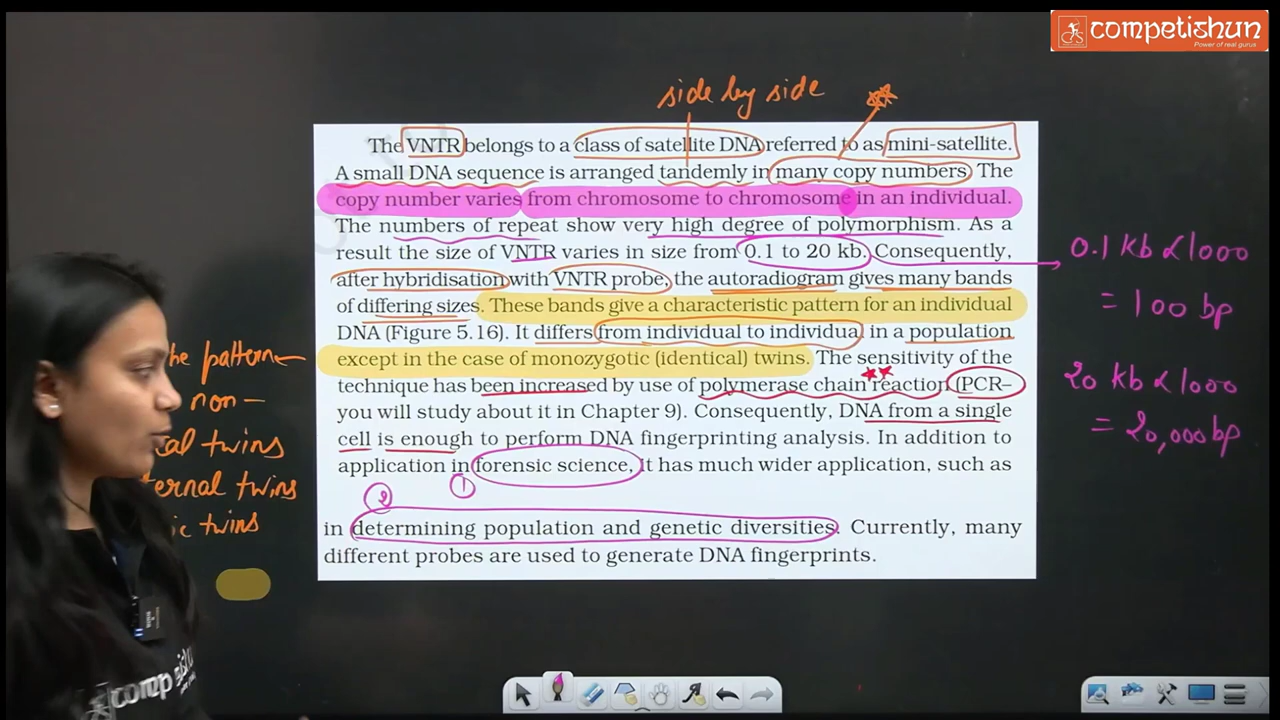 competishun
Power of real gurus
side by side
The VNTR belongs to a class of satellite DNA referred to as mini-satellite.
A small DNA sequence is arranged tandemly in many copy numbers. The
copy number varies from chromosome to chromosome in an individual.
The numbers of repeat show very high degree of polymorphism. As a
result the size of VNTR varies in size from 0.1 to 20 kb. Consequently,
after hybridisation with VNTR probe, the autoradiogram gives many bands
of differing sizes. These bands give a characteristic pattern for an individual
DNA (Figure 5.16). It differs from individual to individual in a population
except in the case of monozygotic (identical) twins. The sensitivity of the
technique has been increased by use of polymerase chain reaction (PCR–
you will study about it in Chapter 9). Consequently, DNA from a single
cell is enough to perform DNA fingerprinting analysis. In addition to
application in forensic science, it has much wider application, such as
① ②
in determining population and genetic diversities. Currently, many
different probes are used to generate DNA fingerprints.
0.1 Kb × 1000
= 100 bp
20 kb × 1000
= 20,000 bp
pattern
non-
twins
twins
twins
competishun